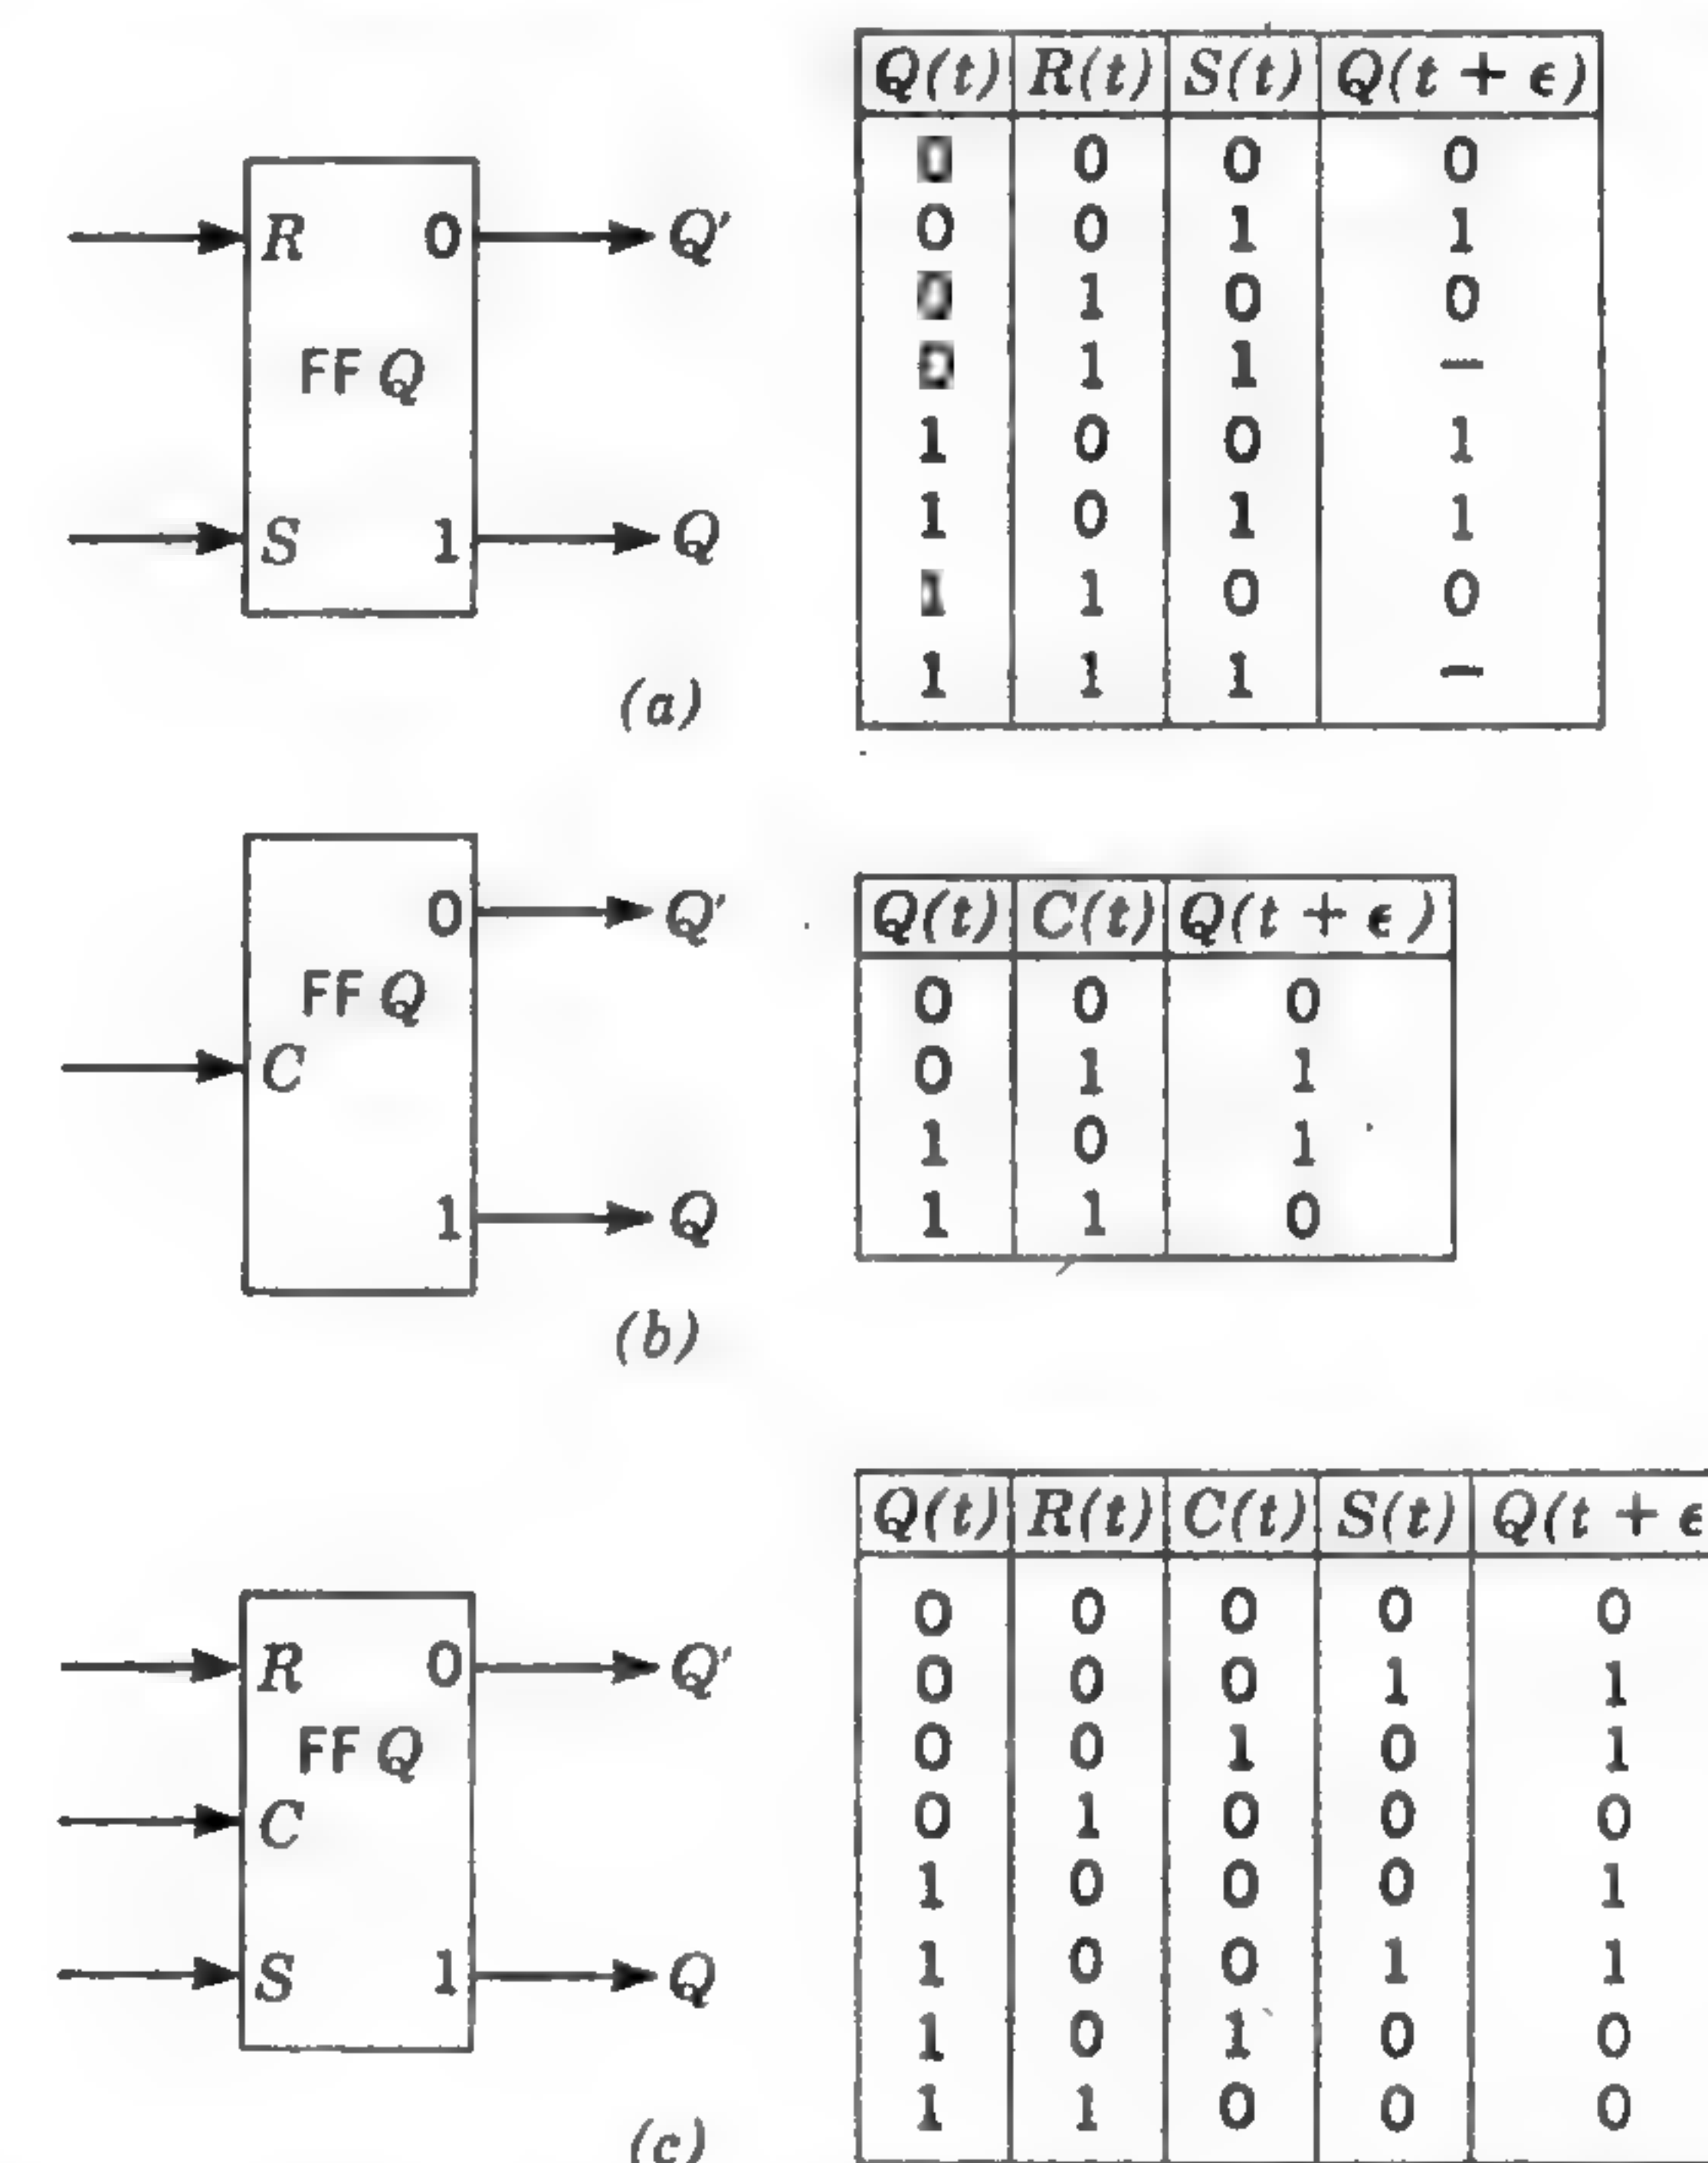 Q(t) R(t) S(t) Q(t + ϵ)
0 0 0
0 0 1 1
1 0 0
1 1 –
1 0 0 1
1 0 1 1
1 0 0
1 1 1 –
R 0 Q'
FF Q
S 1 Q
(a)
Q(t) C(t) Q(t + ϵ)
0 0 0
0 1 1
1 0 1
1 1 0
0 Q'
FF Q
C
1 Q
(b)
Q(t) R(t) C(t) S(t) Q(t + ϵ
0 0 0 0 0
0 0 0 1 1
0 0 1 0 1
0 1 0 0 0
1 0 0 0 1
1 0 0 1 1
1 0 1 0 0
1 1 0 0 0
R 0 Q'
FF Q
C
S 1 Q
(c)